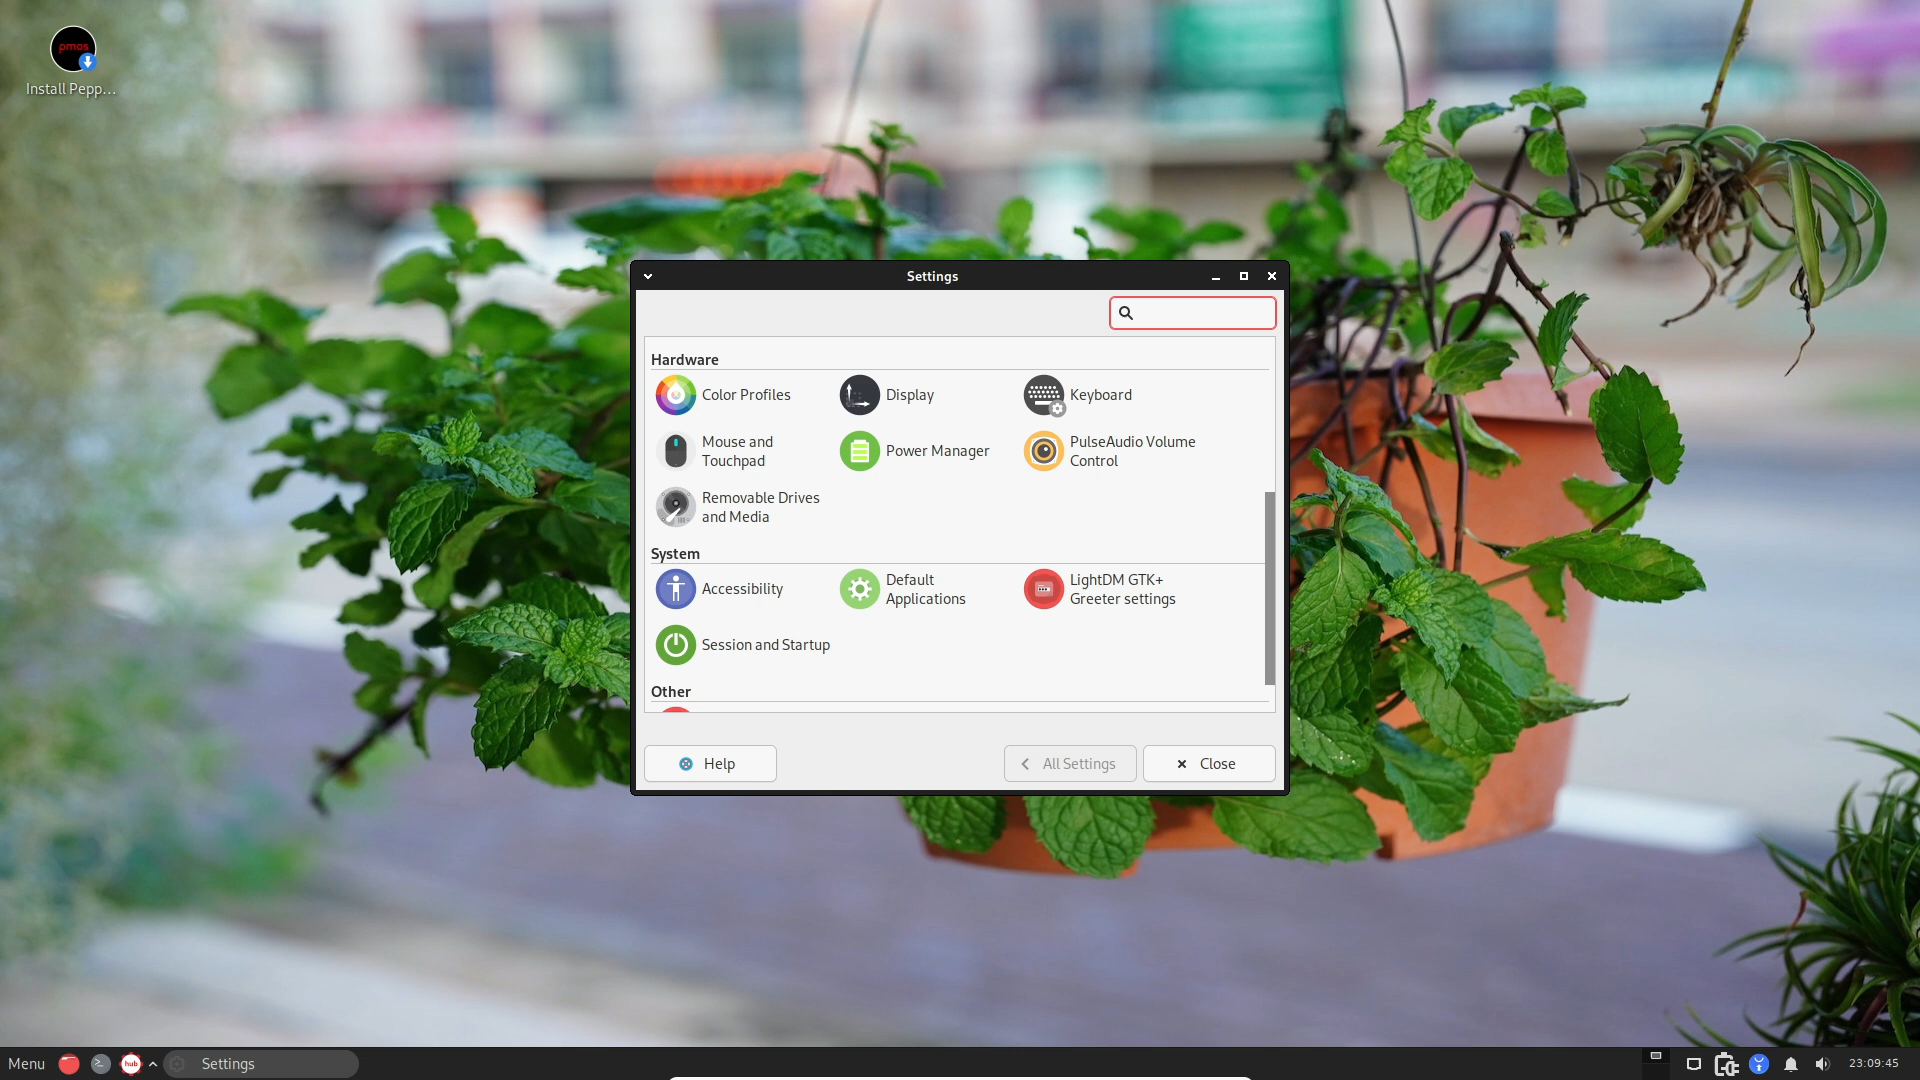 pmos
Install Pepp...
Settings
Hardware
Color Profiles
Display
Keyboard
Mouse and
Touchpad
Power Manager
PulseAudio Volume
Control
Removable Drives
and Media
System
Accessibility
Default
Applications
LightDM GTK+
Greeter settings
Session and Startup
Other
Help
All Settings
Close
Menu
hub
Settings
23:09:45